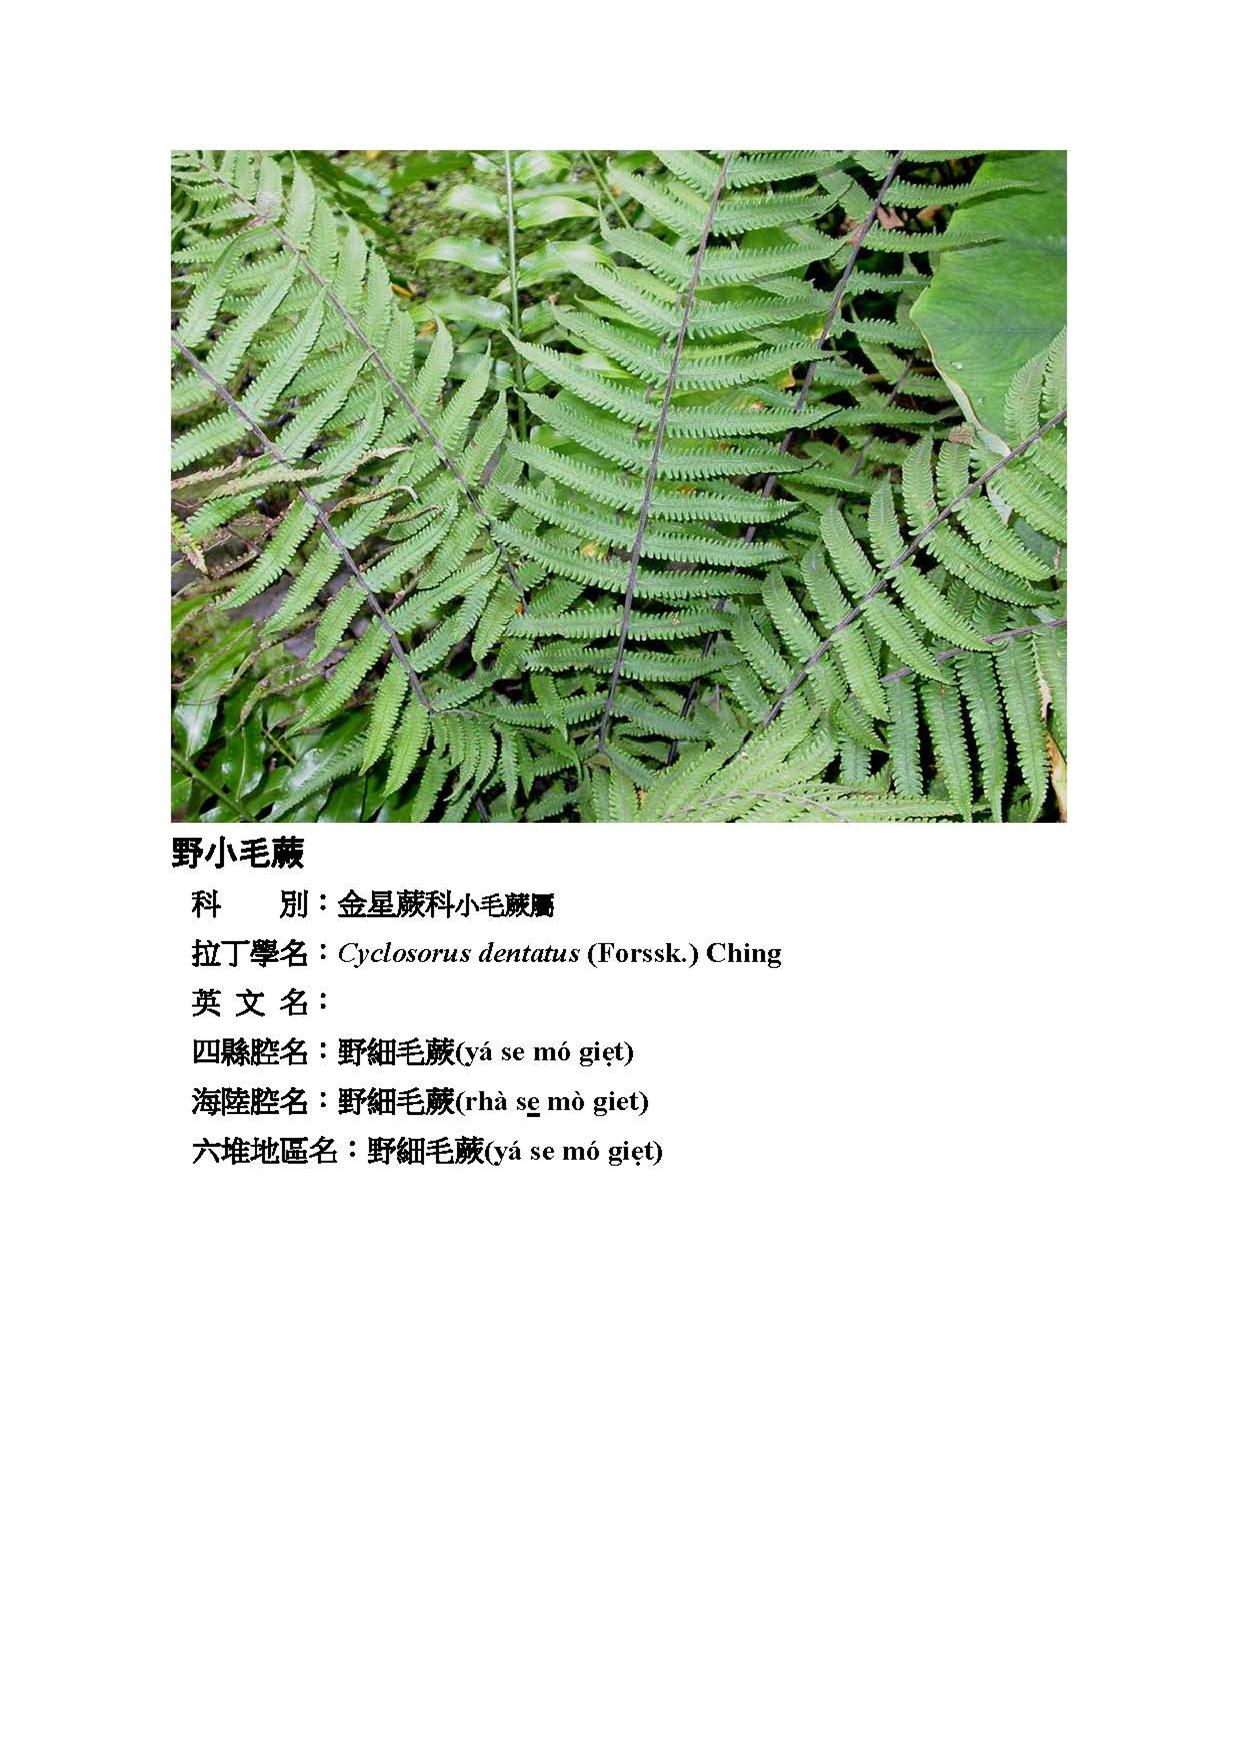 野小毛蕨
科　　別：金星蕨科小毛蕨屬
拉丁學名：Cyclosorus dentatus (Forssk.) Ching
英 文 名：
四縣腔名：野細毛蕨(yá se mó giẹt)
海陸腔名：野細毛蕨(rhà se̲ mò giet)
六堆地區名：野細毛蕨(yá se mó giẹt)